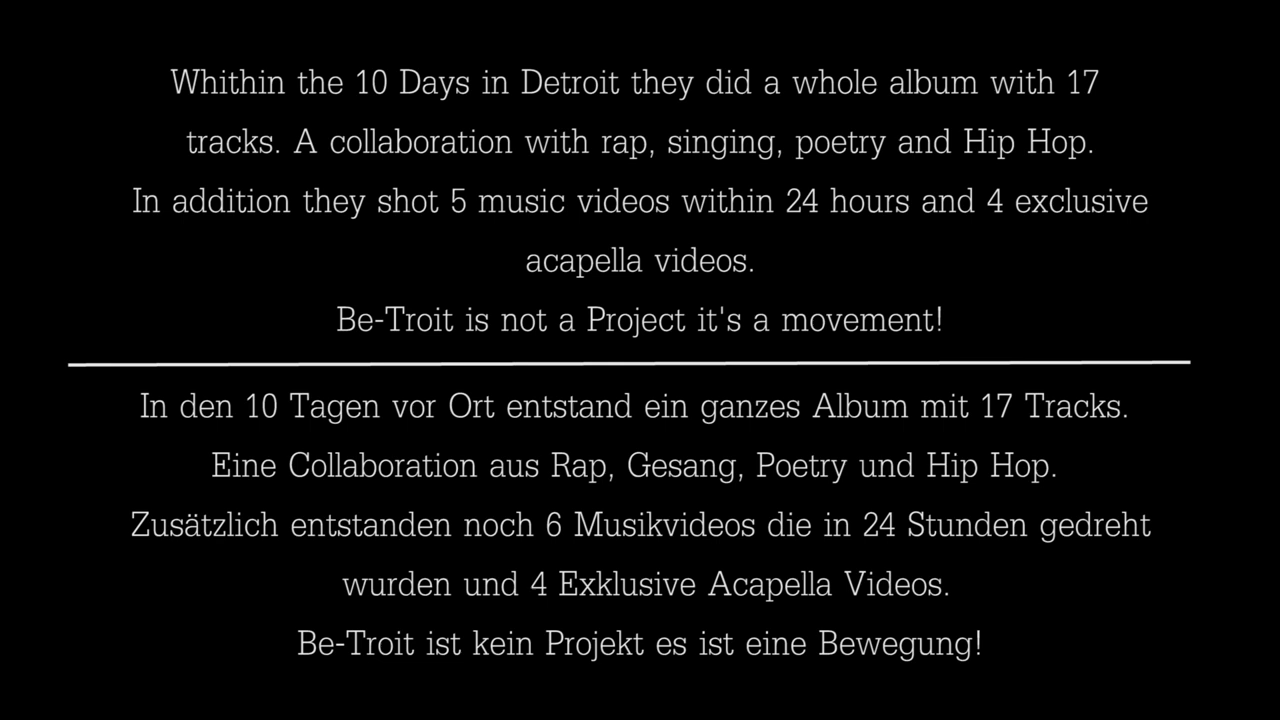 Whithin the 10 Days in Detroit they did a whole album with 17
tracks. A collaboration with rap, singing, poetry and Hip Hop.
In addition they shot 5 music videos within 24 hours and 4 exclusive
acapella videos.
Be-Troit is not a Project it's a movement!
In den 10 Tagen vor Ort entstand ein ganzes Album mit 17 Tracks.
Eine Collaboration aus Rap, Gesang, Poetry und Hip Hop.
Zusätzlich entstanden noch 6 Musikvideos die in 24 Stunden gedreht
wurden und 4 Exklusive Acapella Videos.
Be-Troit ist kein Projekt es ist eine Bewegung!